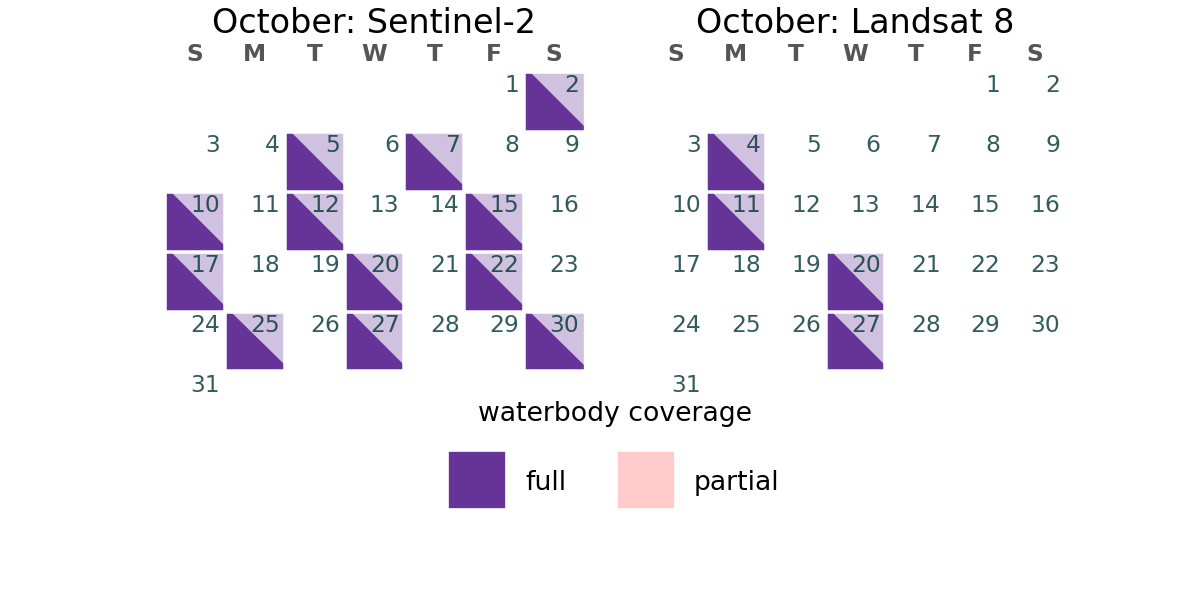 October: Sentinel-2
S M T W T F S
1 2
3 4 5 6 7 8 9
10 11 12 13 14 15 16
17 18 19 20 21 22 23
24 25 26 27 28 29 30
31
October: Landsat 8
S M T W T F S
1 2
3 4 5 6 7 8 9
10 11 12 13 14 15 16
17 18 19 20 21 22 23
24 25 26 27 28 29 30
31
waterbody coverage
full partial